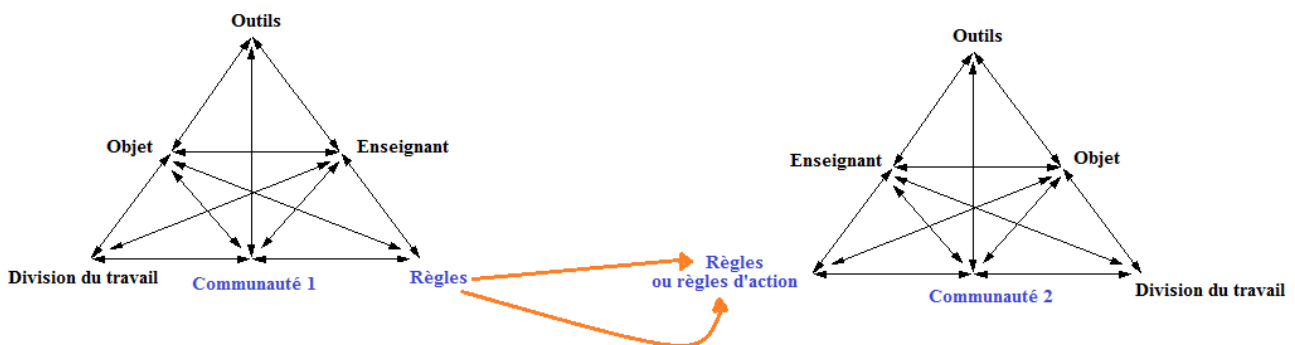 Outils
Objet
Enseignant
Division du travail
Communauté 1
Règles
Outils
Enseignant
Objet
Règles
ou règles d'action
Communauté 2
Division du travail